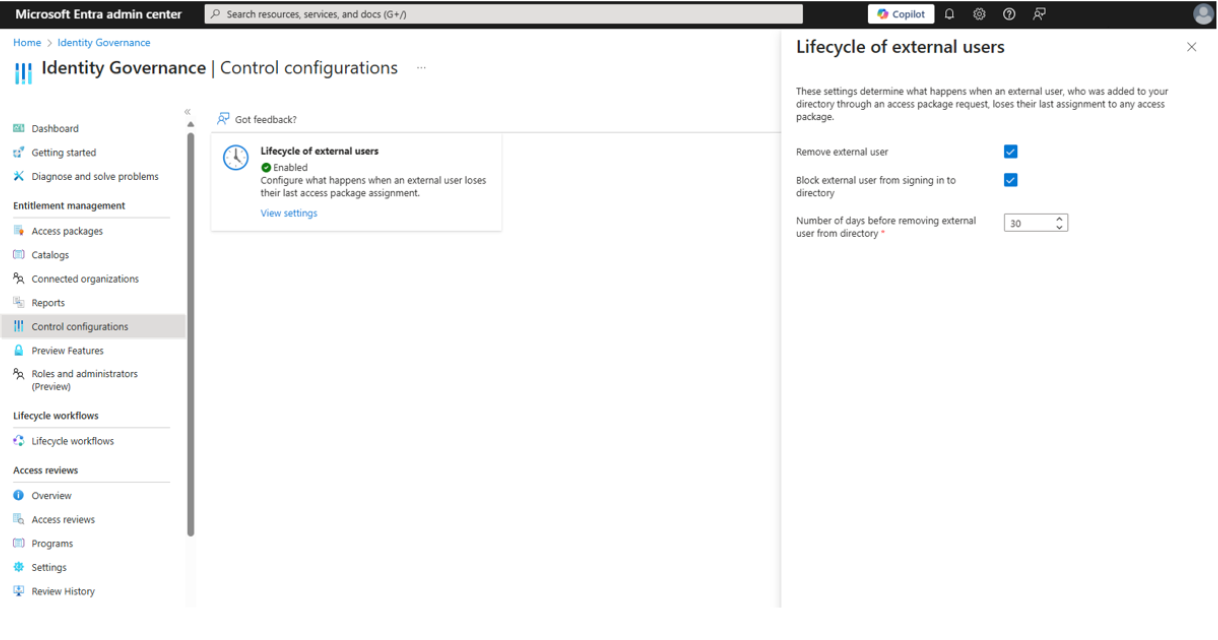 Microsoft Entra admin center
Search resources, services, and docs (G+/)
Copilot
Home > Identity Governance
Identity Governance | Control configurations ...
«
Dashboard
Getting started
Diagnose and solve problems
Entitlement management
Access packages
Catalogs
Connected organizations
Reports
Control configurations
Preview Features
Roles and administrators
(Preview)
Lifecycle workflows
Lifecycle workflows
Access reviews
Overview
Access reviews
Programs
Settings
Review History
Got feedback?
Lifecycle of external users
Enabled
Configure what happens when an external user loses
their last access package assignment.
View settings
Lifecycle of external users
These settings determine what happens when an external user, who was added to your
directory through an access package request, loses their last assignment to any access
package.
Remove external user
Block external user from signing in to
directory
Number of days before removing external
user from directory *
30